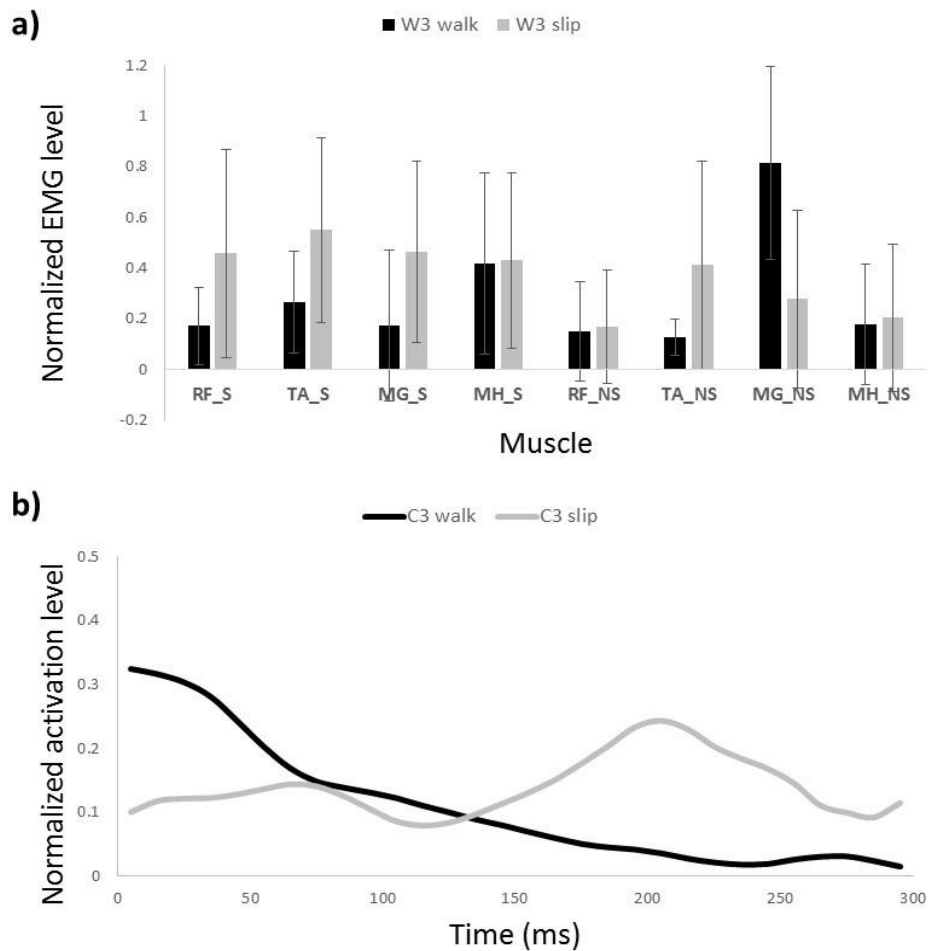 a)
W3 walk W3 slip
Normalized EMG level
1.2
1
0.8
0.6
0.4
0.2
0
-0.2
RF_S TA_S MG_S MH_S RF_NS TA_NS MG_NS MH_NS
Muscle
b)
C3 walk C3 slip
Normalized activation level
0.5
0.4
0.3
0.2
0.1
0
0 50 100 150 200 250 300
Time (ms)